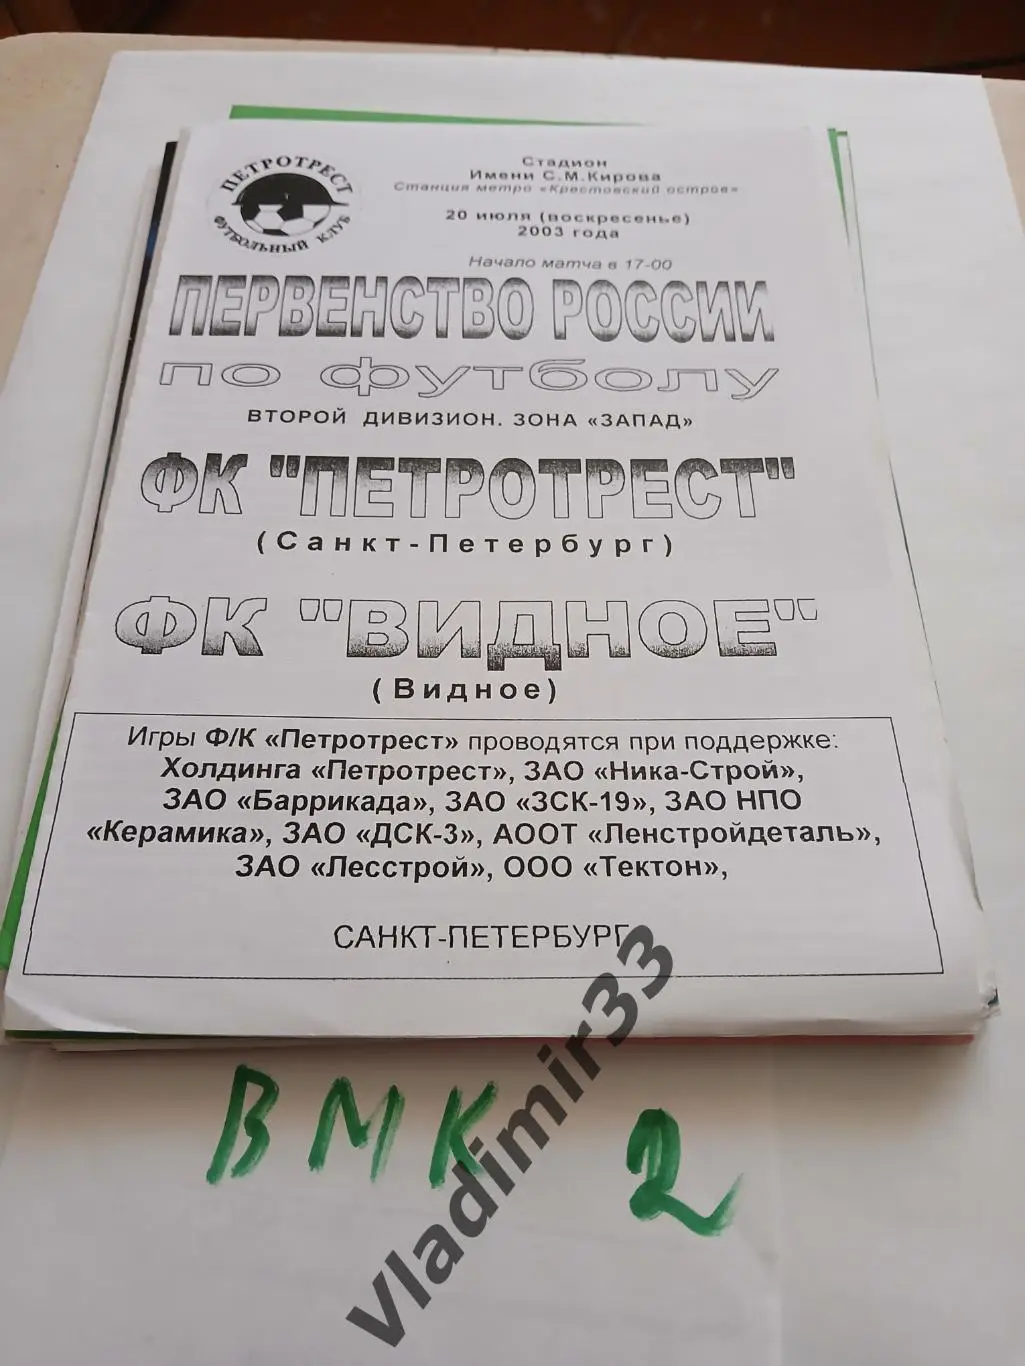 ПЕТРОТРЕСТ
ФУТБОЛЬНЫЙ КЛУБ
Стадион
Имени С.М.Кирова
Станция метро «Крестовский остров»
20 июля (воскресенье)
2003 года
Начало матча в 17-00
ПЕРВЕНСТВО РОССИИ
по футболу
ВТОРОЙ ДИВИЗИОН. ЗОНА «ЗАПАД»
ФК "ПЕТРОТРЕСТ"
(Санкт-Петербург)
ФК "ВИДНОЕ"
(Видное)
Игры Ф/К «Петротрест» проводятся при поддержке:
Холдинга «Петротрест», ЗАО «Ника-Строй»,
ЗАО «Баррикада», ЗАО «ЗСК-19», ЗАО НПО
«Керамика», ЗАО «ДСК-3», АООТ «Ленстройдеталь»,
ЗАО «Лесстрой», ООО «Тектон»,
САНКТ-ПЕТЕРБУРГ
ВМК 2
Vladimir33